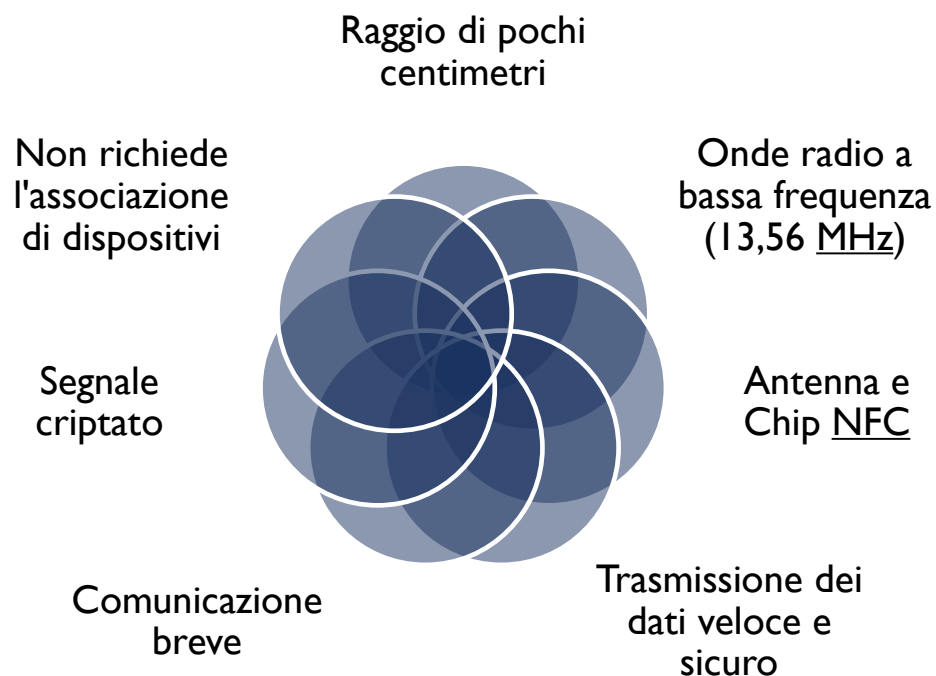 Raggio di pochi
centimetri
Onde radio a
bassa frequenza
(13,56 MHz)
Antenna e
Chip NFC
Trasmissione dei
dati veloce e
sicuro
Comunicazione
breve
Segnale
criptato
Non richiede
l'associazione
di dispositivi